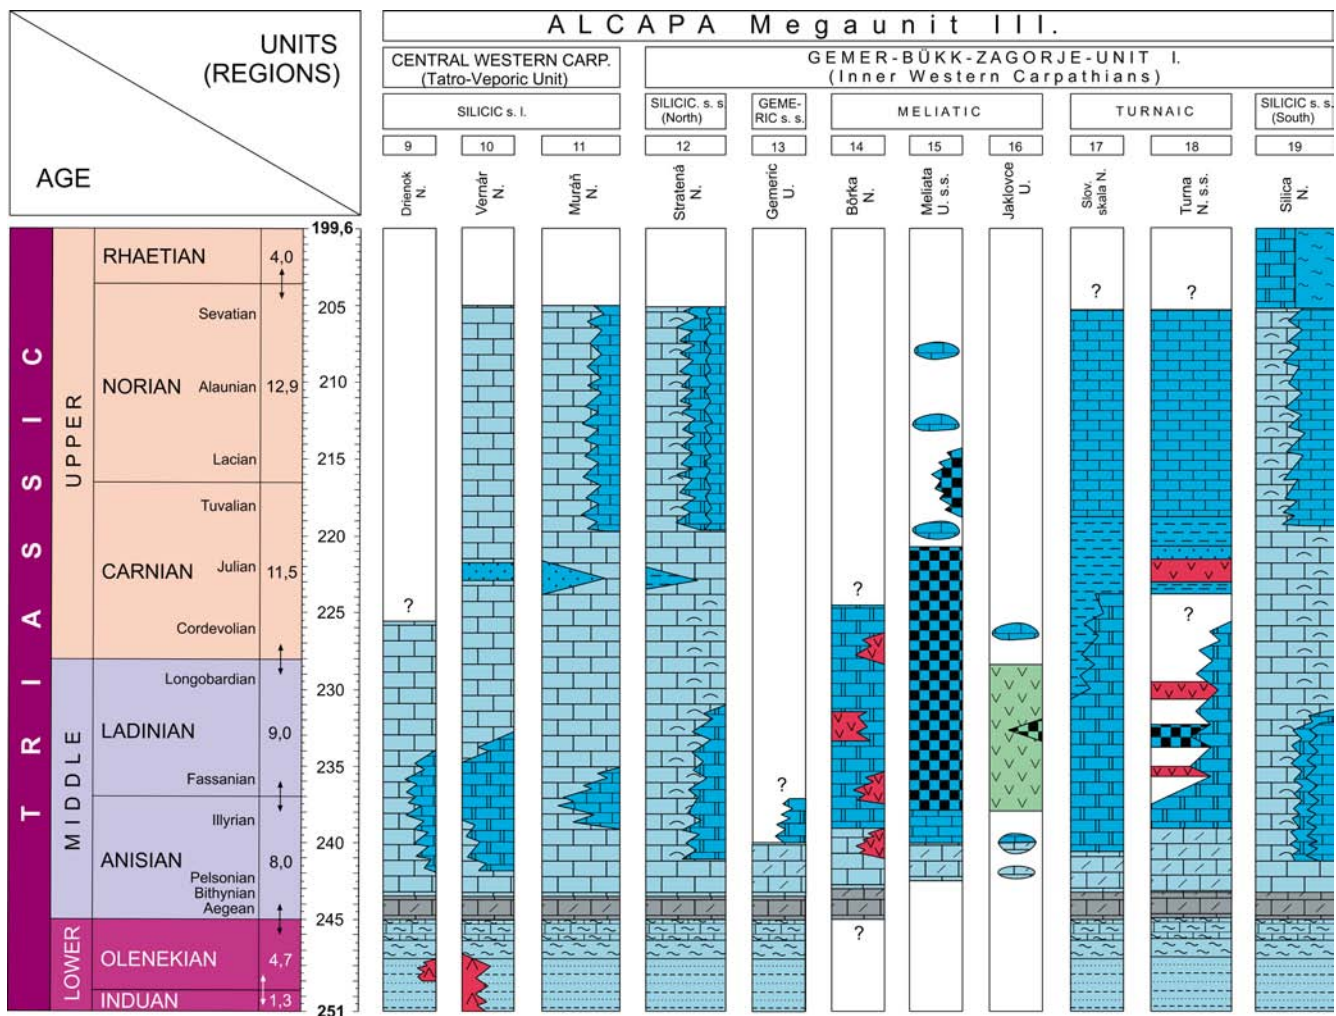 ALCAPA Megaunit III.
UNITS
(REGIONS)
AGE
CENTRAL WESTERN CARP.
(Tatro-Veporic Unit)
GEMER-BÜKK-ZAGORJE-UNIT I.
(Inner Western Carpathians)
SILICIC s. l.
SILICIC. s. s.
(North)
GEME-
RIC s. s.
MELIATIC
TURNAIC
SILICIC s. s.
(South)
9
10
11
12
13
14
15
16
17
18
19
Drienok
N.
Vernár
N.
Muráň
N.
Stratená
N.
Gemeric
U.
Bôrka
N.
Meliata
U. s.s.
Jaklovce
U.
Slov.
skala N.
Turna
N. s.s.
Silica
N.
TRIASSIC
UPPER
MIDDLE
LOWER
199,6
RHAETIAN 4,0
205
Sevatian
NORIAN Alaunian 12,9
210
Lacian
215
Tuvalian
220
CARNIAN Julian 11,5
225
Cordevolian
Longobardian
230
LADINIAN 9,0
235
Fassanian
Illyrian
240
ANISIAN 8,0
Pelsonian
Bithynian
Aegean
245
OLENEKIAN 4,7
INDUAN 1,3
251
?
?
?
?
?
?
?